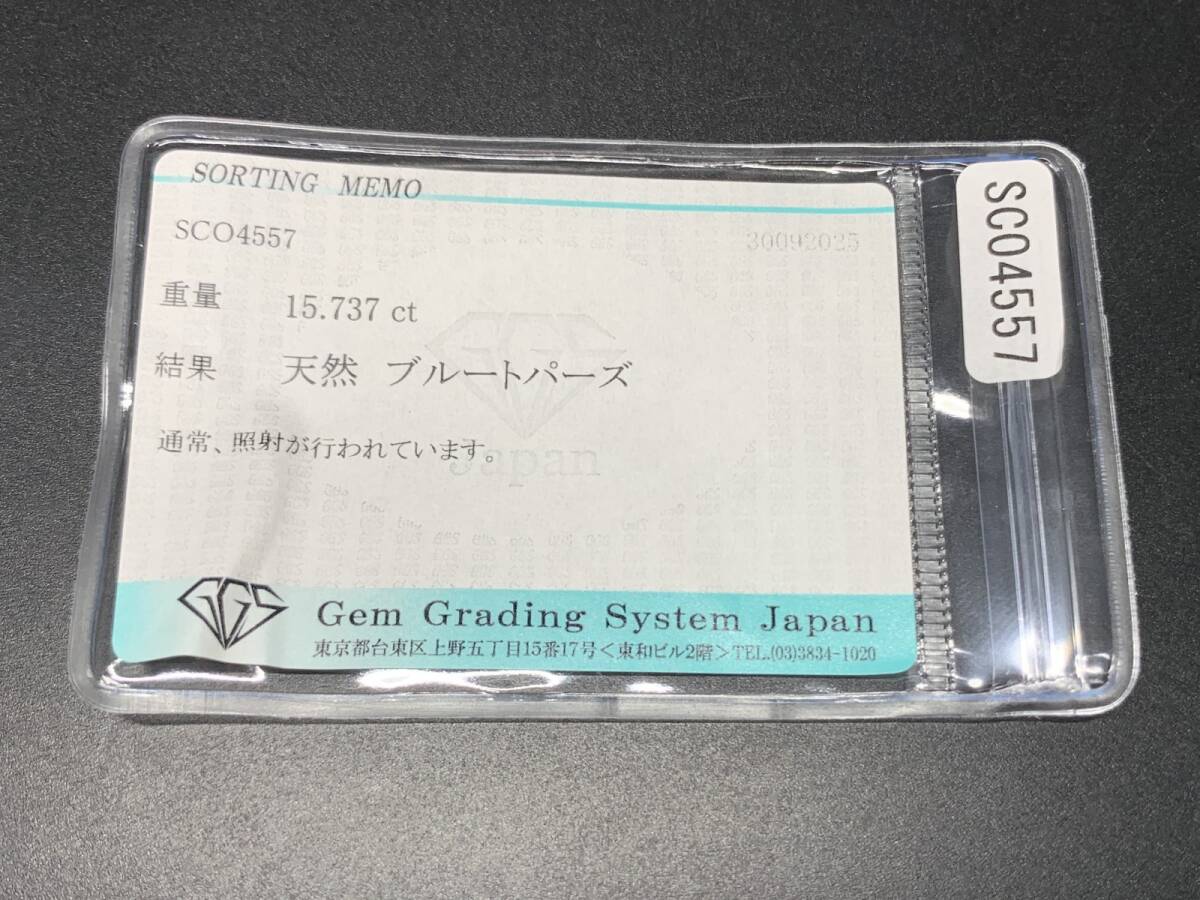 SORTING MEMO
SCO4557
30092025
重量 15.737 ct
結果 天然 ブルートパーズ
通常、照射が行われています。
Japan
GGS Gem Grading System Japan
東京都台東区上野五丁目15番17号<東和ビル2階>TEL.(03)3834-1020
SCO4557